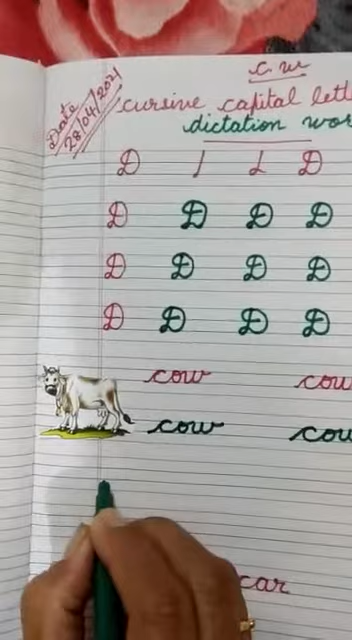 C.W
Date
28/04/2021
cursive capital lett
dictation wor
D D
D D D D
D D D D
D D D D
cow cow
cow cow
car